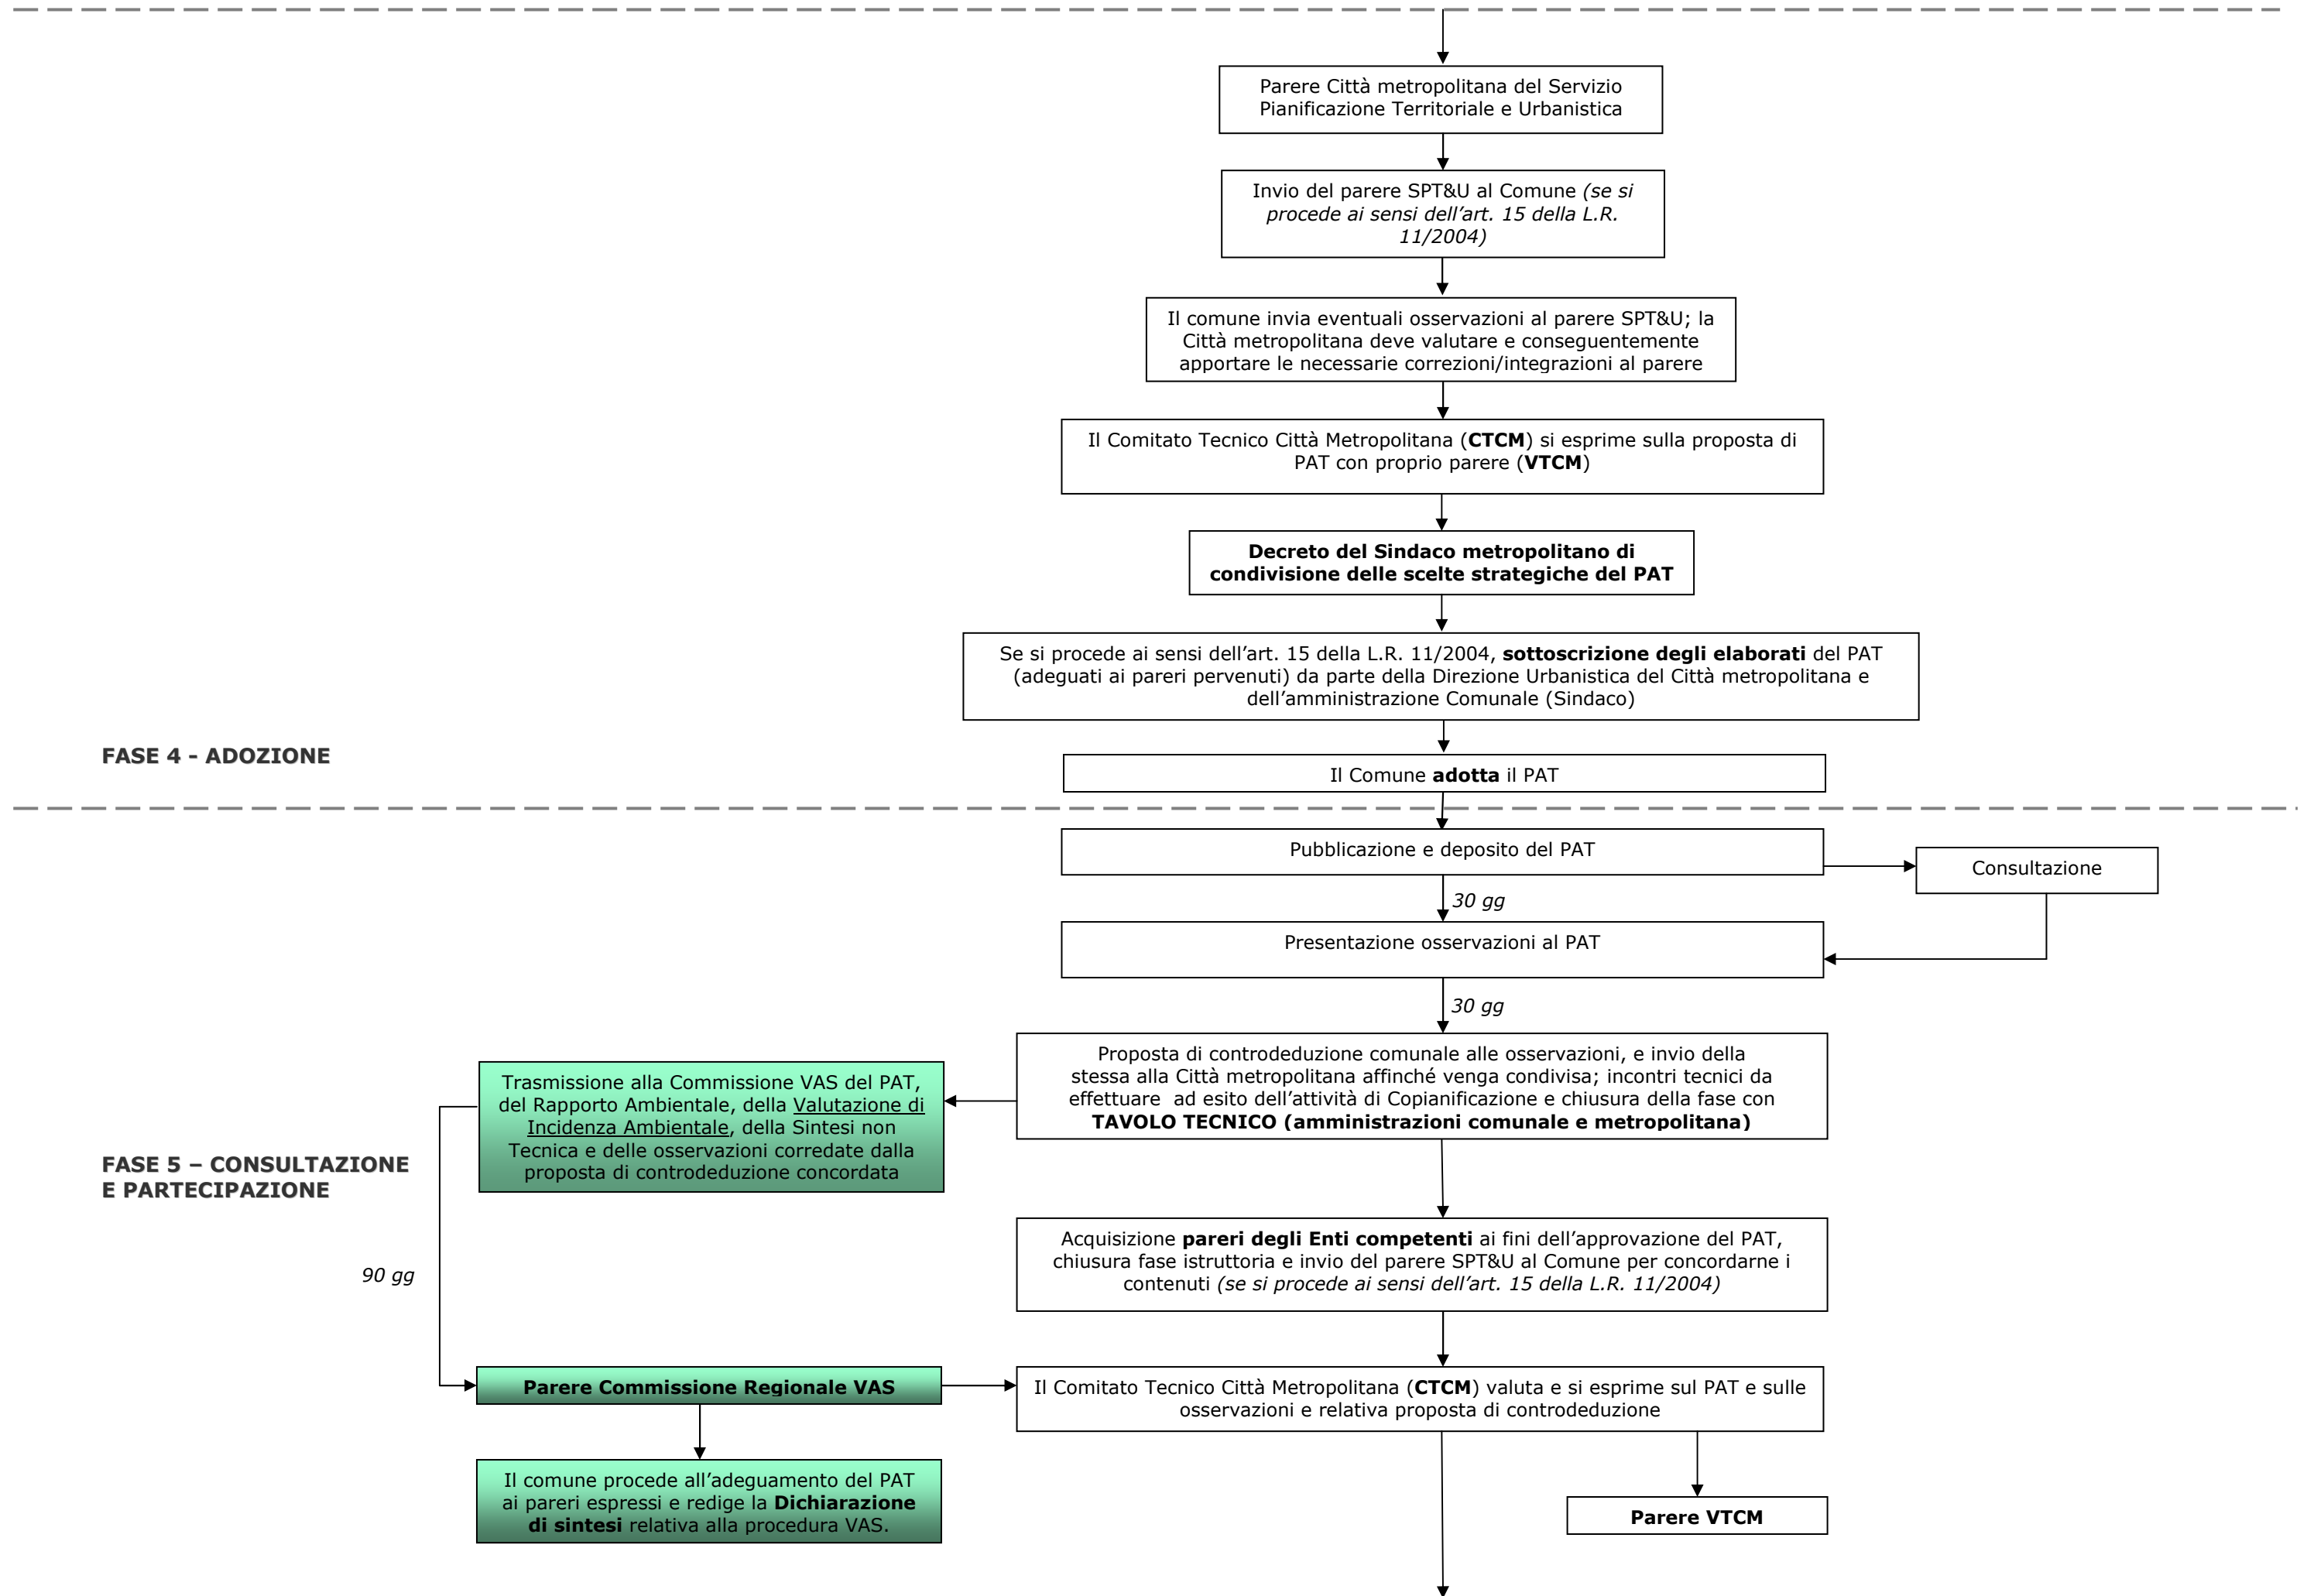 Parere Città metropolitana del Servizio
Pianificazione Territoriale e Urbanistica
Invio del parere SPT&U al Comune (se si
procede ai sensi dell’art. 15 della L.R.
11/2004)
Il comune invia eventuali osservazioni al parere SPT&U; la
Città metropolitana deve valutare e conseguentemente
apportare le necessarie correzioni/integrazioni al parere
Il Comitato Tecnico Città Metropolitana (CTCM) si esprime sulla proposta di
PAT con proprio parere (VTCM)
Decreto del Sindaco metropolitano di
condivisione delle scelte strategiche del PAT
Se si procede ai sensi dell’art. 15 della L.R. 11/2004, sottoscrizione degli elaborati del PAT
(adeguati ai pareri pervenuti) da parte della Direzione Urbanistica del Città metropolitana e
dell’amministrazione Comunale (Sindaco)
FASE 4 - ADOZIONE
Il Comune adotta il PAT
Pubblicazione e deposito del PAT
Consultazione
30 gg
Presentazione osservazioni al PAT
30 gg
Proposta di controdeduzione comunale alle osservazioni, e invio della
stessa alla Città metropolitana affinché venga condivisa; incontri tecnici da
effettuare ad esito dell’attività di Copianificazione e chiusura della fase con
TAVOLO TECNICO (amministrazioni comunale e metropolitana)
Trasmissione alla Commissione VAS del PAT,
del Rapporto Ambientale, della Valutazione di
Incidenza Ambientale, della Sintesi non
Tecnica e delle osservazioni corredate dalla
proposta di controdeduzione concordata
FASE 5 – CONSULTAZIONE
E PARTECIPAZIONE
Acquisizione pareri degli Enti competenti ai fini dell’approvazione del PAT,
chiusura fase istruttoria e invio del parere SPT&U al Comune per concordarne i
contenuti (se si procede ai sensi dell’art. 15 della L.R. 11/2004)
90 gg
Parere Commissione Regionale VAS
Il Comitato Tecnico Città Metropolitana (CTCM) valuta e si esprime sul PAT e sulle
osservazioni e relativa proposta di controdeduzione
Il comune procede all’adeguamento del PAT
ai pareri espressi e redige la Dichiarazione
di sintesi relativa alla procedura VAS.
Parere VTCM